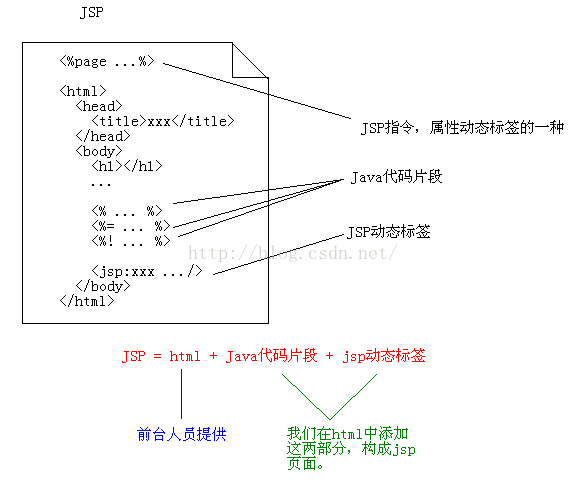 JSP
<%page ...%>
<html>
<head>
<title>xxx</title>
</head>
<body>
<h1></h1>
...
<% ... %>
<%= ... %>
<%! ... %>
<jsp:xxx .../>
</body>
</html>
JSP指令，属性动态标签的一种
Java代码片段
JSP动态标签
http://blog.csdn.net/
JSP = html + Java代码片段 + jsp动态标签
前台人员提供
我们在html中添加
这两部分，构成jsp
页面。